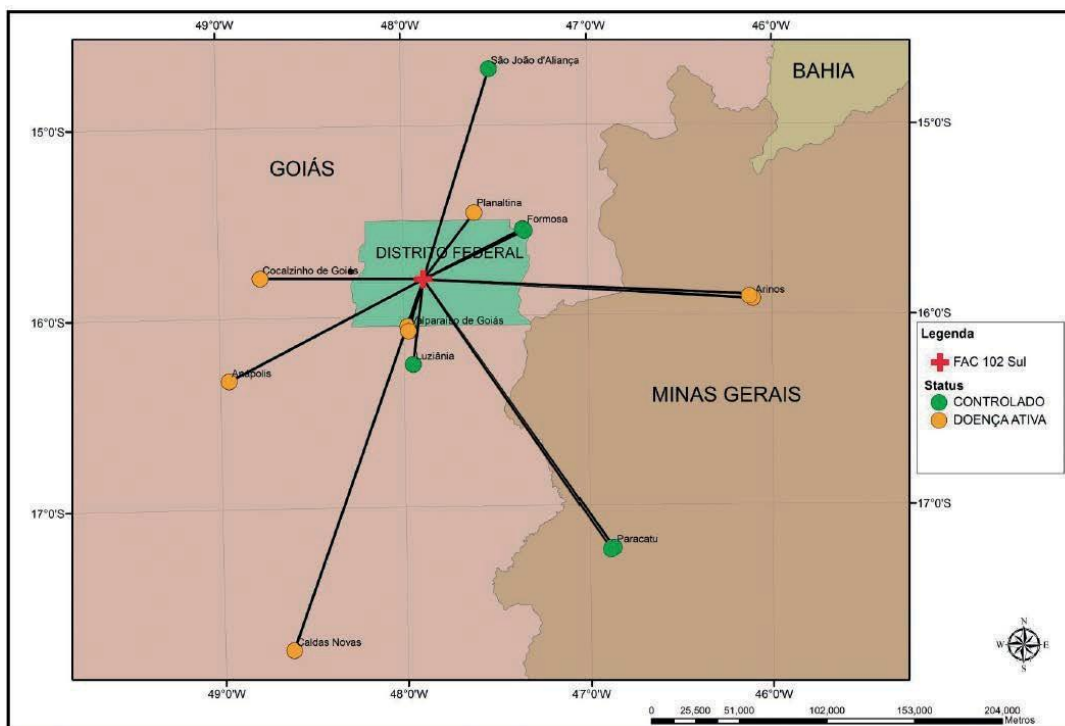 49°0'W 48°0'W 47°0'W 46°0'W
São João d'Aliança
BAHIA
15°0'S 15°0'S
GOIÁS
Planaltina
Formosa
DISTRITO FEDERAL
Cocalzinho de Goiás
Arinos
16°0'S 16°0'S
Valparaíso de Goiás
Legenda
FAC 102 Sul
Luziânia
Anápolis
Status
MINAS GERAIS
CONTROLADO
DOENÇA ATIVA
17°0'S 17°0'S
Paracatu
Caldas Novas
N
W E
S
49°0'W 48°0'W 47°0'W 46°0'W
0 25,500 51,000 102,000 153,000 204,000
Metros